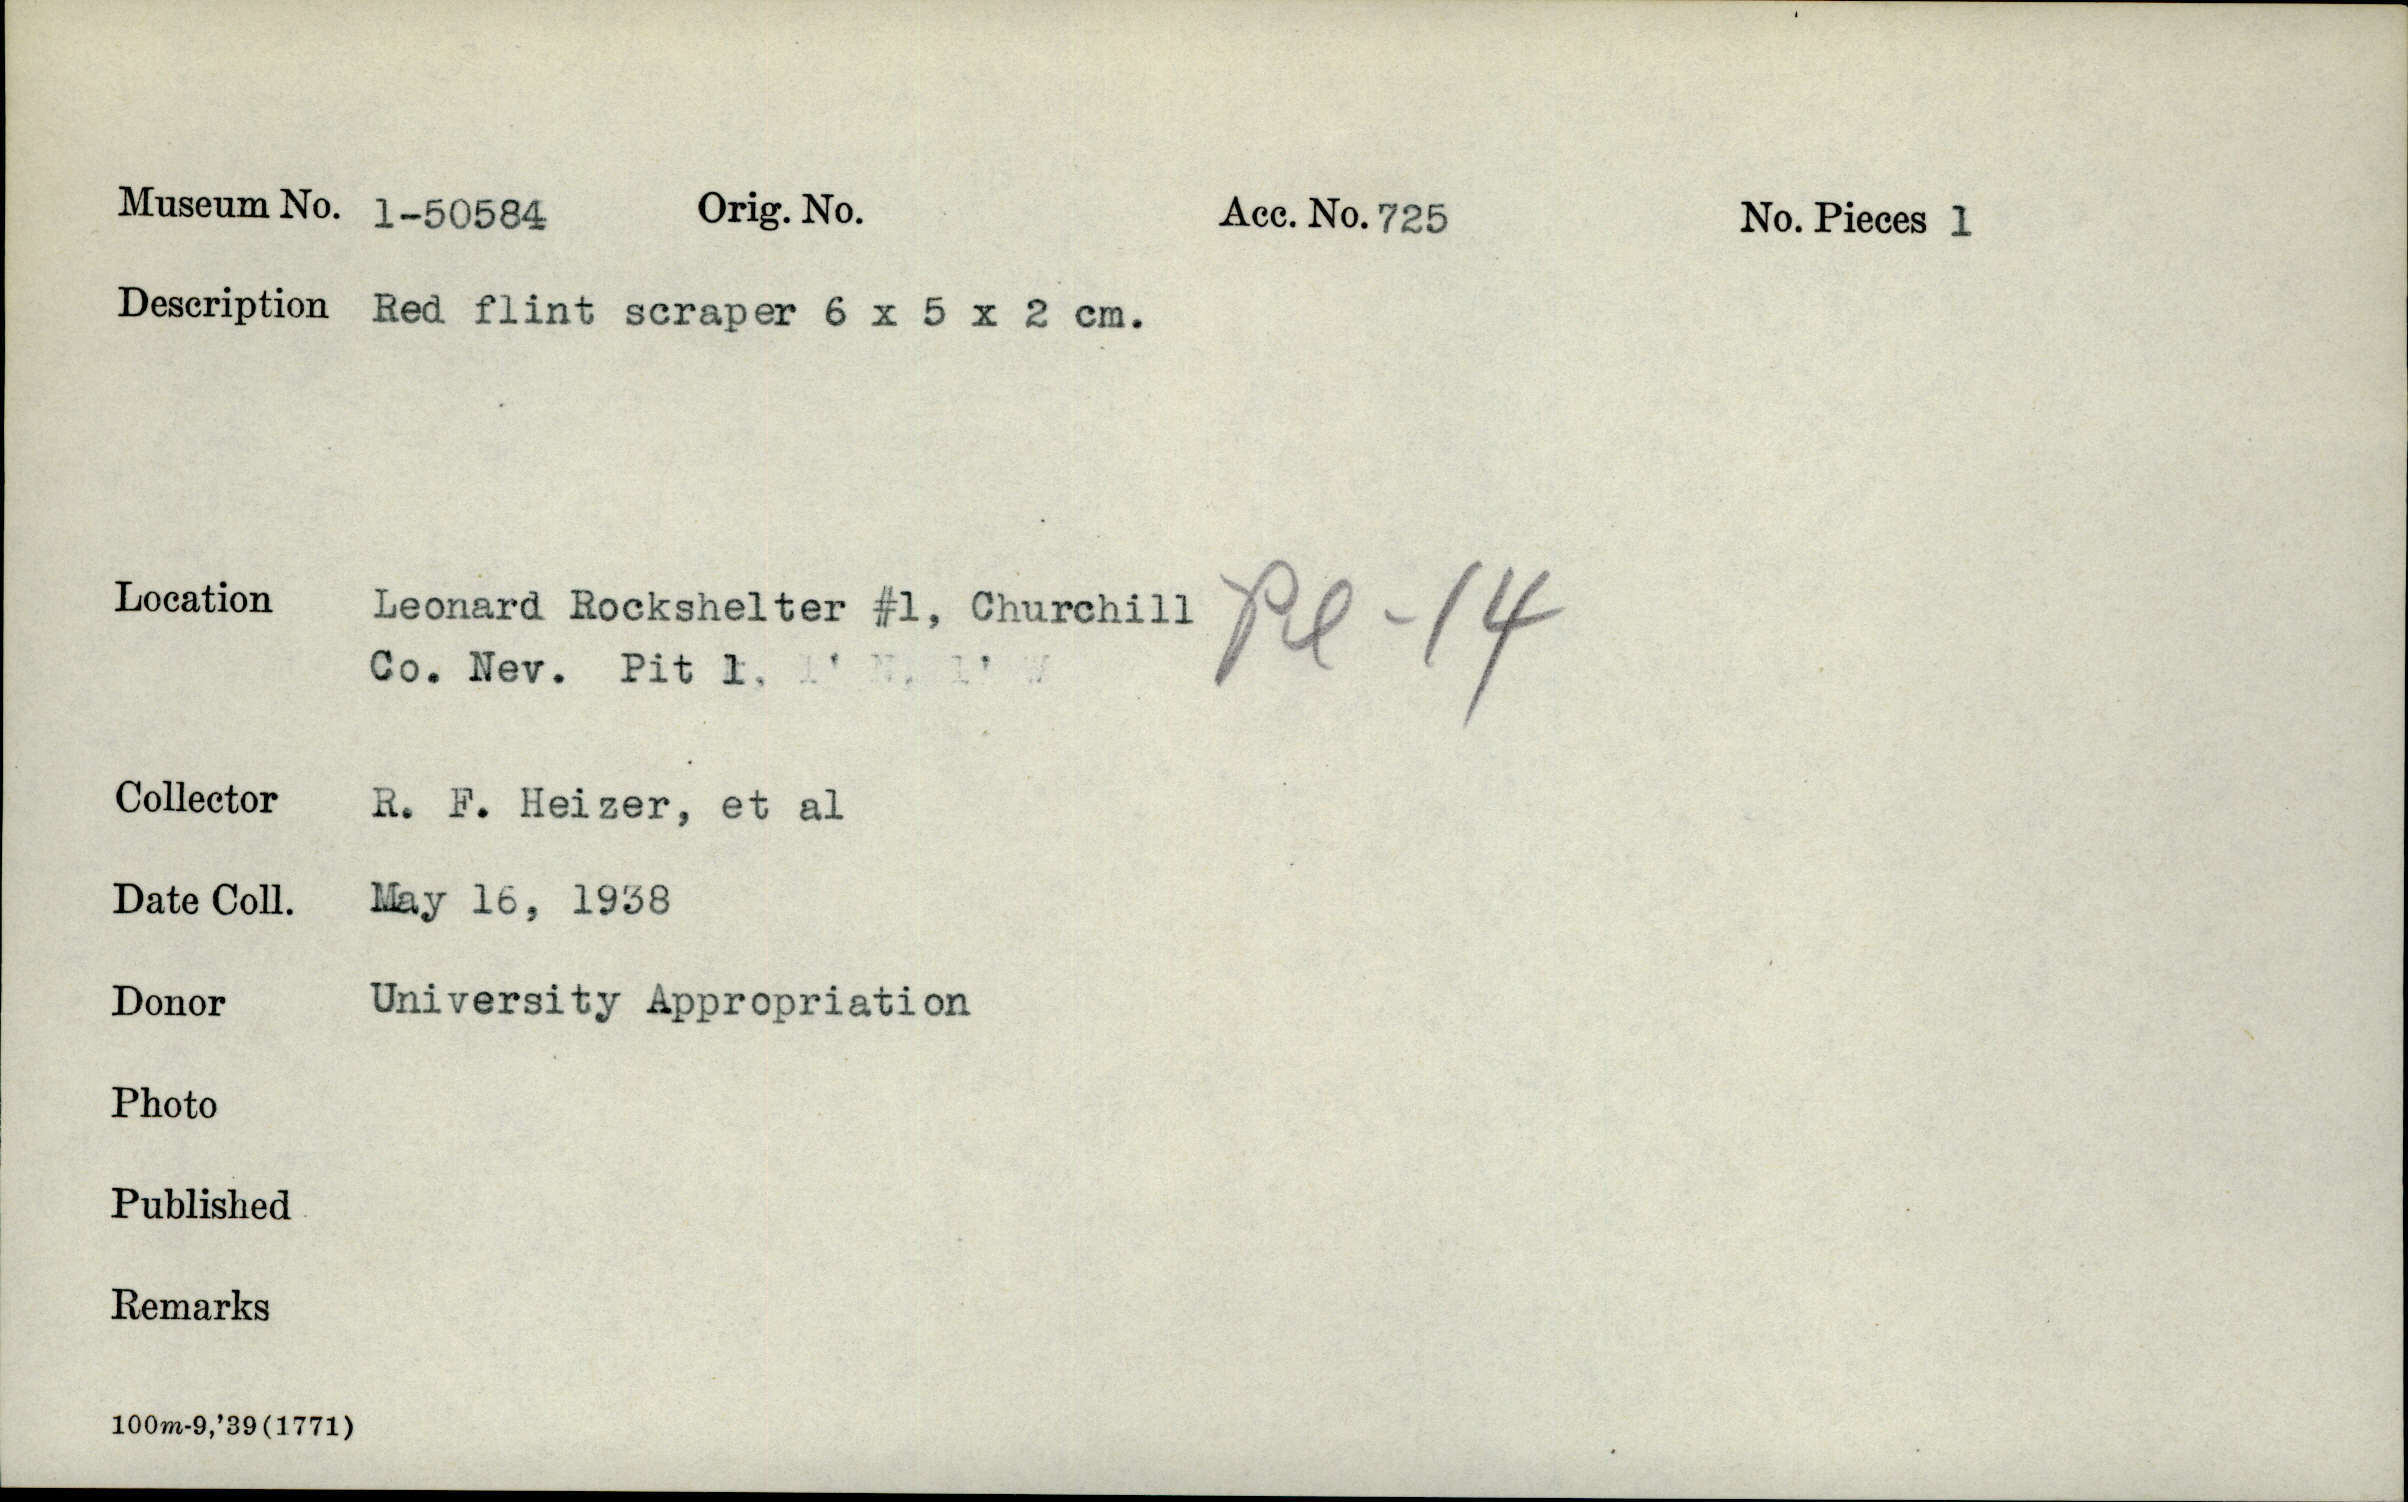 Museum No. 1-50584 Orig. No. Acc. No. 725 No. Pieces 1
Description Red flint scraper 6 x 5 x 2 cm.
Location Leonard Rockshelter #1, Churchill
Co. Nev. Pit 1.
Pe-14
Collector R. F. Heizer, et al
Date Coll. May 16, 1938
Donor University Appropriation
Photo
Published
Remarks
100m-9,'39(1771)